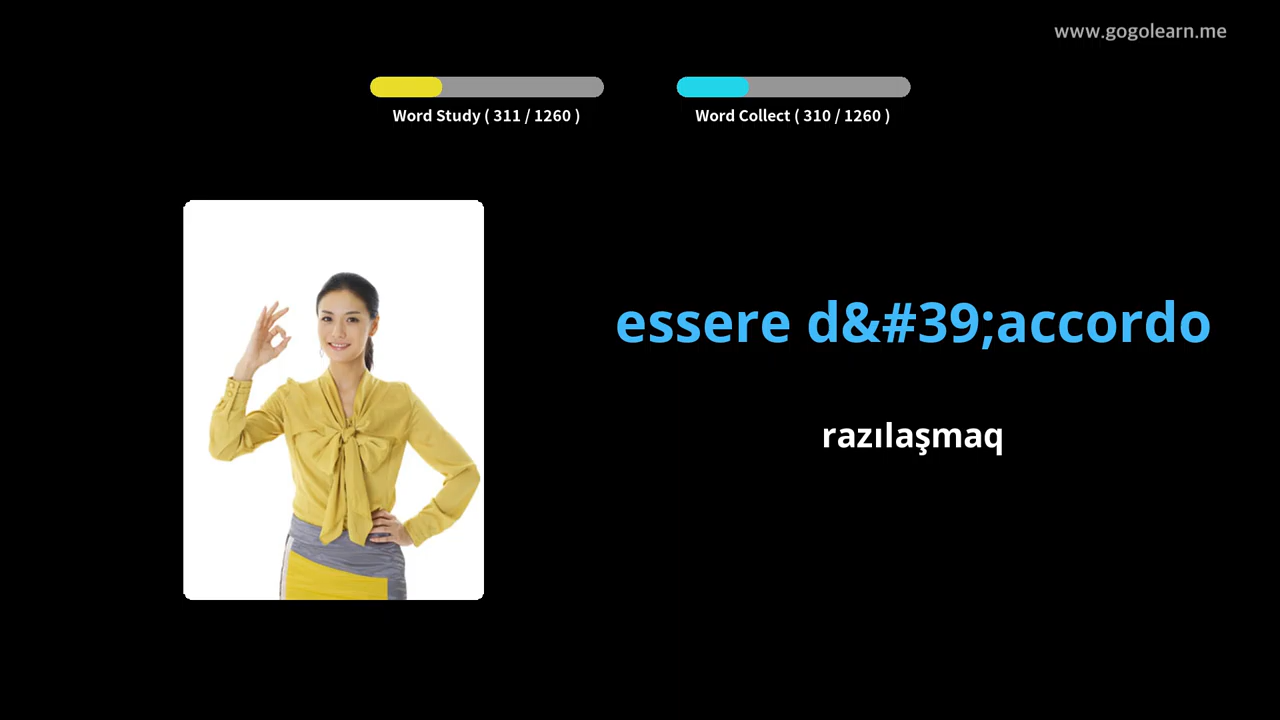 www.gogolearn.me
Word Study ( 311 / 1260 )
Word Collect ( 310 / 1260 )
essere d&#39;accordo
razılaşmaq